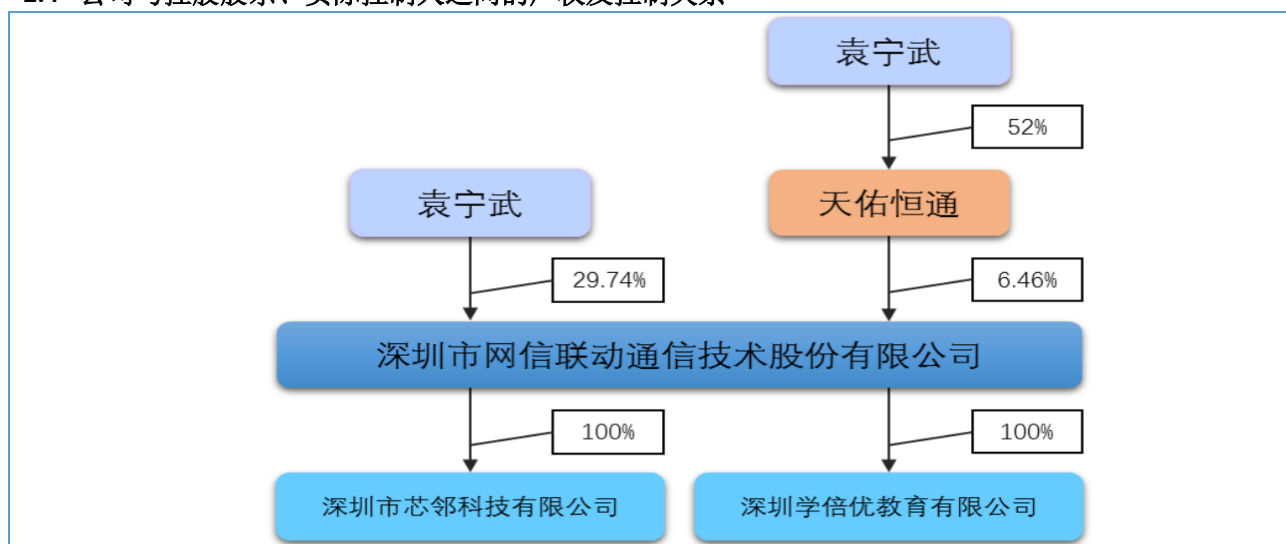 袁宁武
52%
袁宁武
天佑恒通
29.74%
6.46%
深圳市网信联动通信技术股份有限公司
100%
100%
深圳市芯邻科技有限公司
深圳学倍优教育有限公司